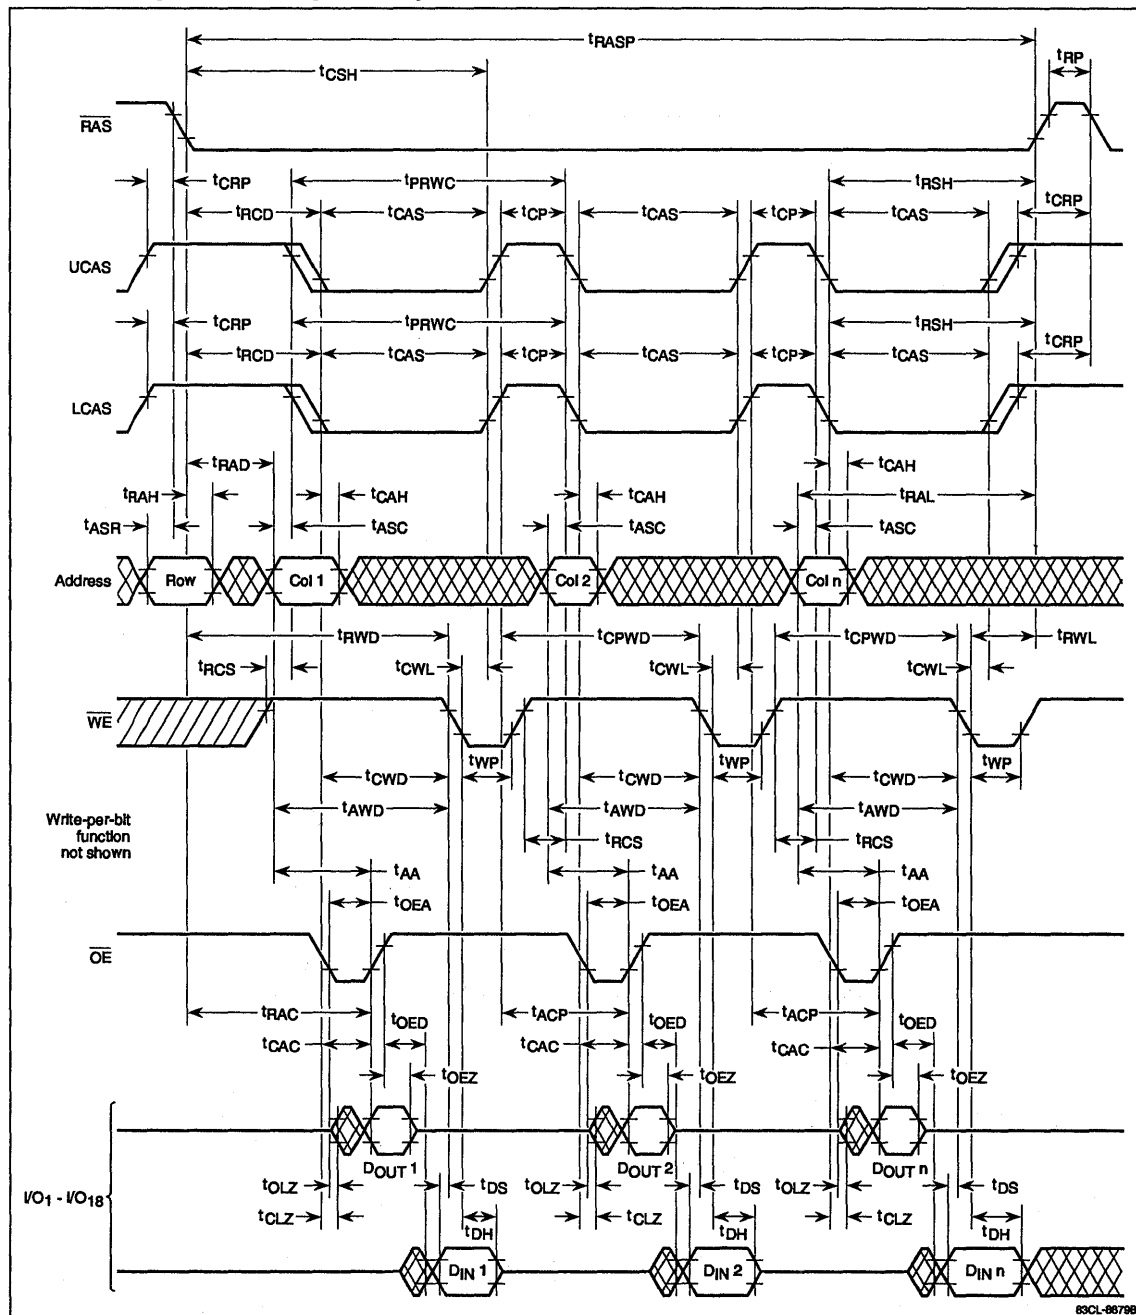 tRASP
tCSH
tRP
RAS
tCRP
tPRWC
tRSH
tRCD
tCAS
tCP
tCAS
tCP
tCAS
tCRP
UCAS
tCRP
tPRWC
tRSH
tRCD
tCAS
tCP
tCAS
tCP
tCAS
tCRP
LCAS
tRAD
tCAH
tRAH
tCAH
tCAH
tRAL
tASR
tASC
tASC
tASC
Address
Row
Col 1
Col 2
Col n
tRWD
tCPWD
tCPWD
tRWL
tRCS
tCWL
tCWL
tCWL
WE
tWP
tWP
tCWD
tCWD
tCWD
tWP
tAWD
tAWD
tAWD
Write-per-bit
function
not shown
tRCS
tRCS
tAA
tAA
tAA
tOEA
tOEA
tOEA
OE
tRAC
tACP
tACP
tOED
tOED
tOED
tCAC
tCAC
tCAC
tOEZ
tOEZ
tOEZ
DOUT 1
DOUT 2
DOUT n
I/O1 - I/O18
tOLZ
tDS
tOLZ
tDS
tOLZ
tDS
tCLZ
tCLZ
tCLZ
tDH
tDH
tDH
DIN 1
DIN 2
DIN n